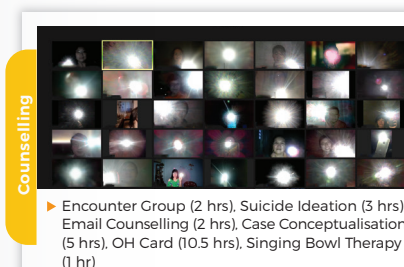 Counselling
Encounter Group (2 hrs), Suicide Ideation (3 hrs)
Email Counselling (2 hrs), Case Conceptualisation
(5 hrs), OH Card (10.5 hrs), Singing Bowl Therapy
(1 hr)